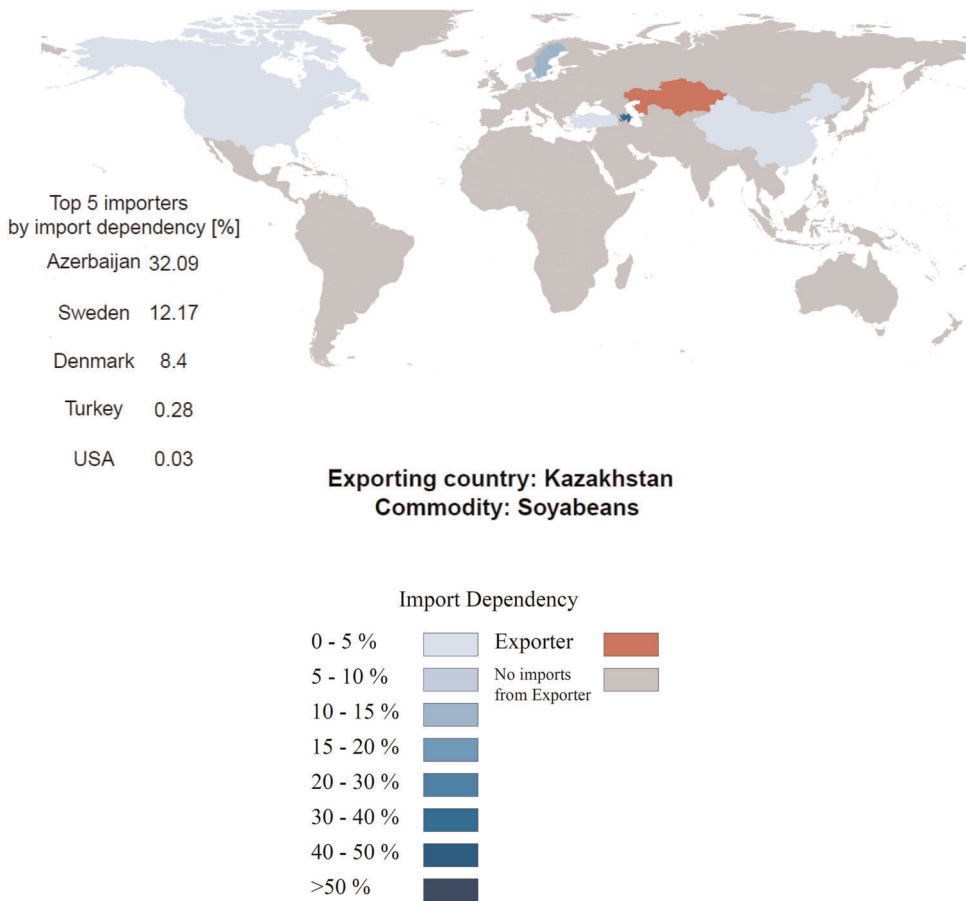 Top 5 importers
by import dependency [%]
Azerbaijan 32.09
Sweden 12.17
Denmark 8.4
Turkey 0.28
USA 0.03
Exporting country: Kazakhstan
Commodity: Soyabeans
Import Dependency
0 - 5 % Exporter
5 - 10 % No imports
from Exporter
10 - 15 %
15 - 20 %
20 - 30 %
30 - 40 %
40 - 50 %
>50 %